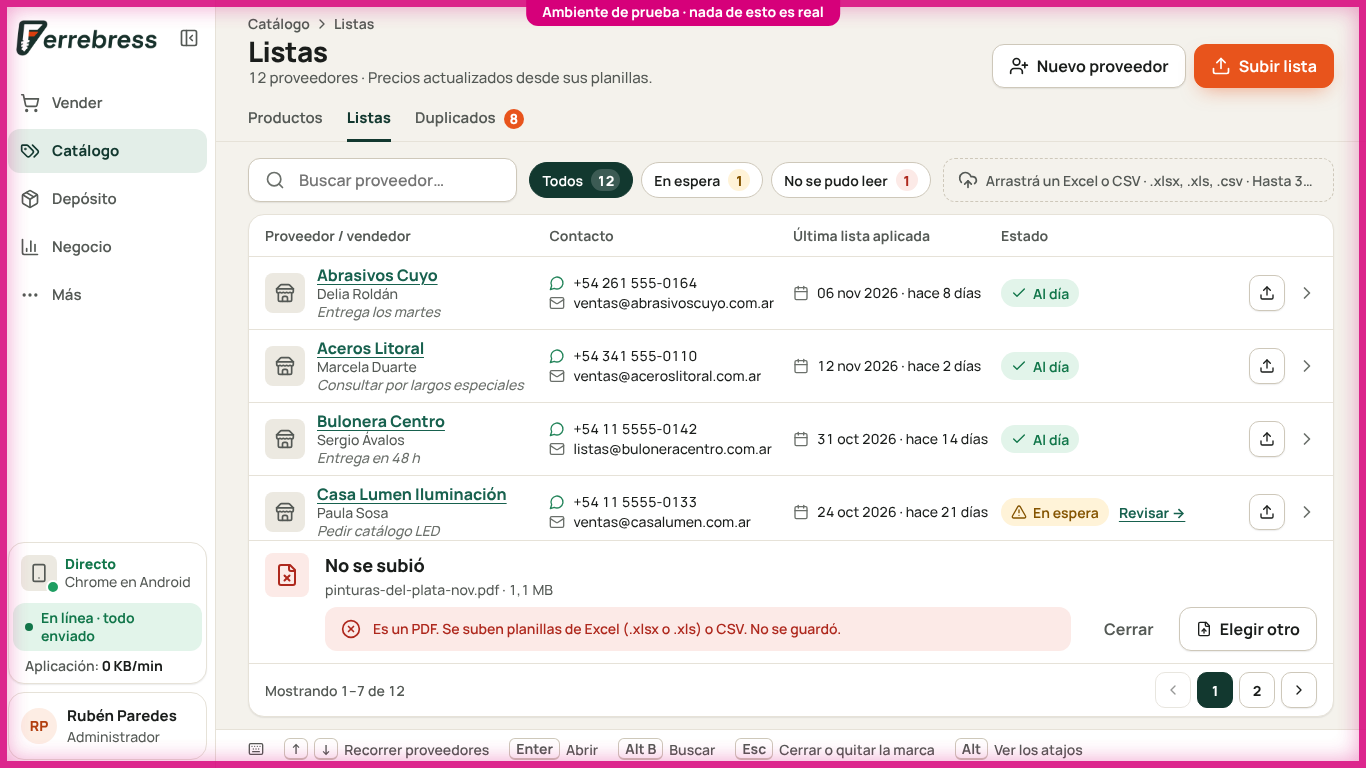 Ambiente de prueba · nada de esto es real
Ferrebress
Vender
Catálogo
Depósito
Negocio
Más
Directo
Chrome en Android
En línea · todo
enviado
Aplicación: 0 KB/min
RP
Rubén Paredes
Administrador
Catálogo > Listas
Listas
12 proveedores · Precios actualizados desde sus planillas.
Nuevo proveedor
Subir lista
Productos
Listas
Duplicados 8
Buscar proveedor…
Todos 12
En espera 1
No se pudo leer 1
Arrastrá un Excel o CSV · .xlsx, .xls, .csv · Hasta 3…
Proveedor / vendedor
Contacto
Última lista aplicada
Estado
Abrasivos Cuyo
Delia Roldán
Entrega los martes
+54 261 555-0164
ventas@abrasivoscuyo.com.ar
06 nov 2026 · hace 8 días
Al día
Aceros Litoral
Marcela Duarte
Consultar por largos especiales
+54 341 555-0110
ventas@aceroslitoral.com.ar
12 nov 2026 · hace 2 días
Al día
Bulonera Centro
Sergio Ávalos
Entrega en 48 h
+54 11 5555-0142
listas@buloneracentro.com.ar
31 oct 2026 · hace 14 días
Al día
Casa Lumen Iluminación
Paula Sosa
Pedir catálogo LED
+54 11 5555-0133
ventas@casalumen.com.ar
24 oct 2026 · hace 21 días
En espera
Revisar →
No se subió
pinturas-del-plata-nov.pdf · 1,1 MB
Es un PDF. Se suben planillas de Excel (.xlsx o .xls) o CSV. No se guardó.
Cerrar
Elegir otro
Mostrando 1–7 de 12
1
2
↑ ↓ Recorrer proveedores
Enter Abrir
Alt B Buscar
Esc Cerrar o quitar la marca
Alt Ver los atajos